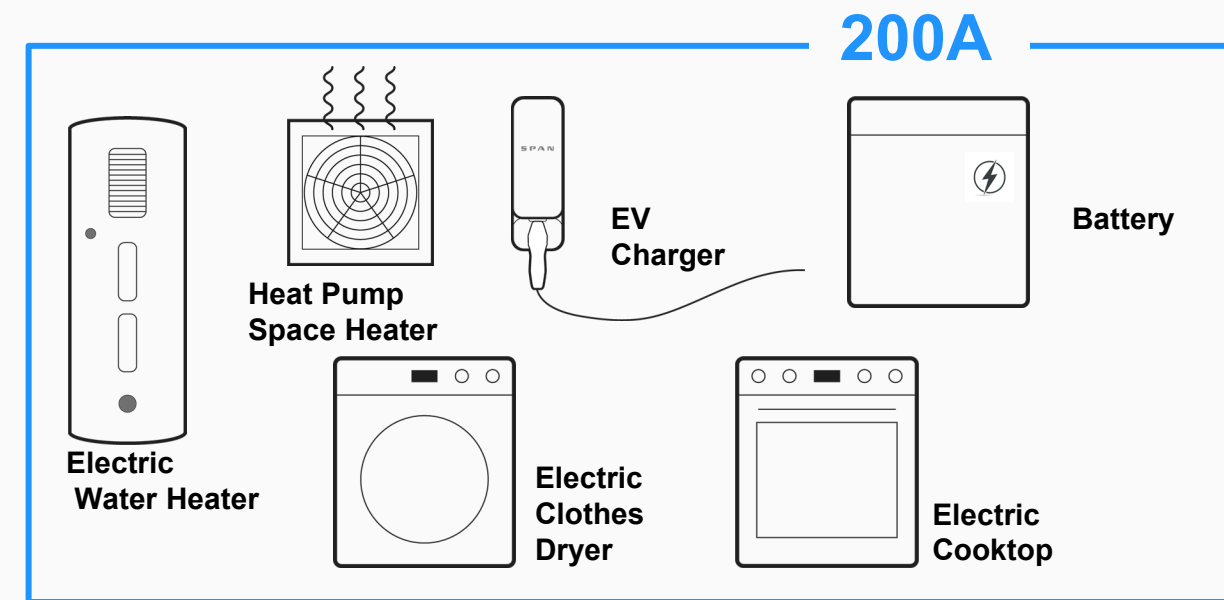 200A
SPAN
EV
Charger
Battery
Heat Pump
Space Heater
Electric
Water Heater
Electric
Clothes
Dryer
Electric
Cooktop